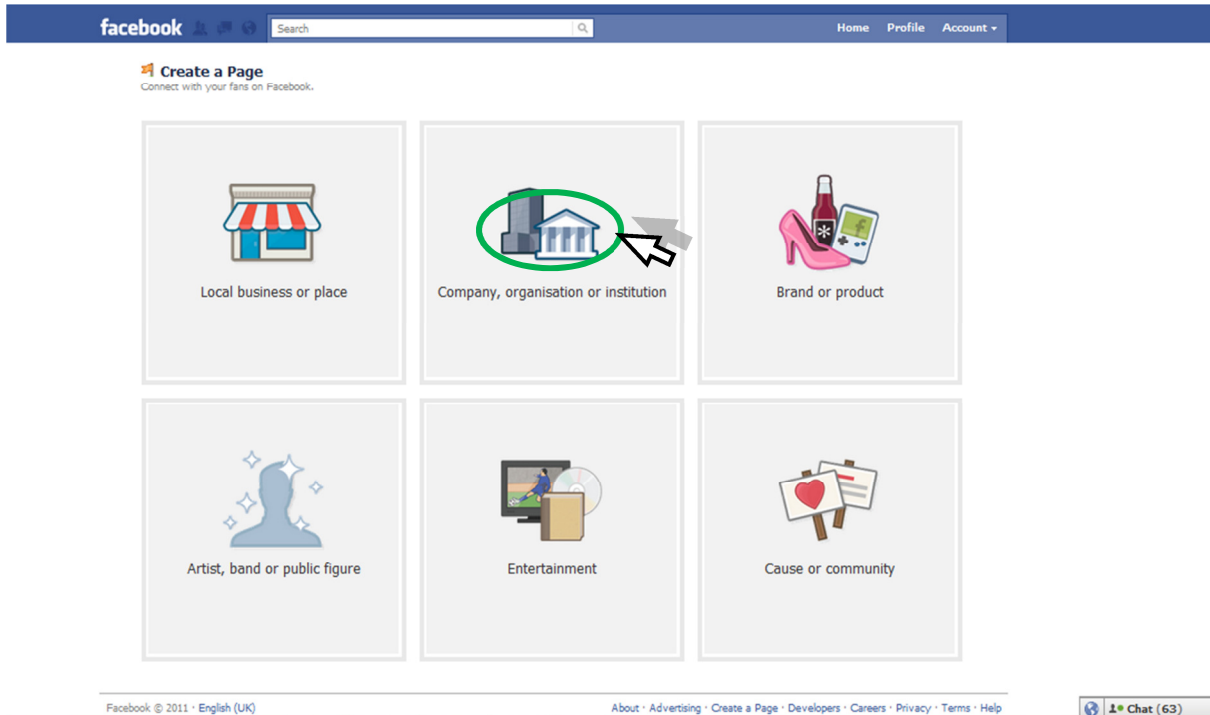 facebook
Search
Home Profile Account
Create a Page
Connect with your fans on Facebook.
Local business or place
Company, organisation or institution
Brand or product
Artist, band or public figure
Entertainment
Cause or community
Facebook © 2011 · English (UK)
About · Advertising · Create a Page · Developers · Careers · Privacy · Terms · Help
Chat (63)